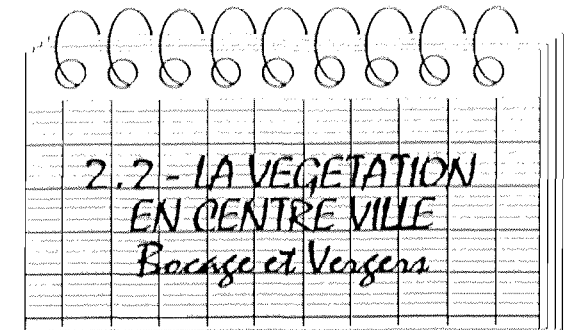 2.2 - LA VEGETATION
EN CENTRE VILLE
Bocage et Vergers